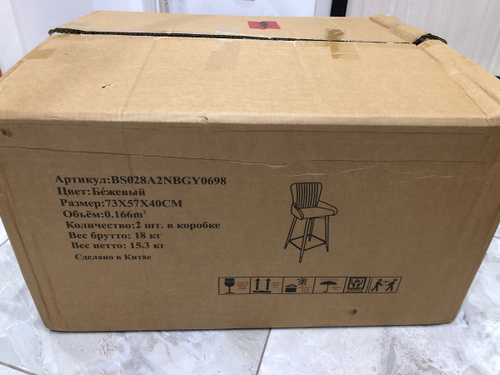 Артикул:BS028A2NBGY0698
Цвет:Бежевый
Размер:73X57X40CM
Объём:0.166m³
Количество:2 шт. в коробке
Вес брутто: 18 кг
Вес нетто: 15.3 кг
Сделано в Китае